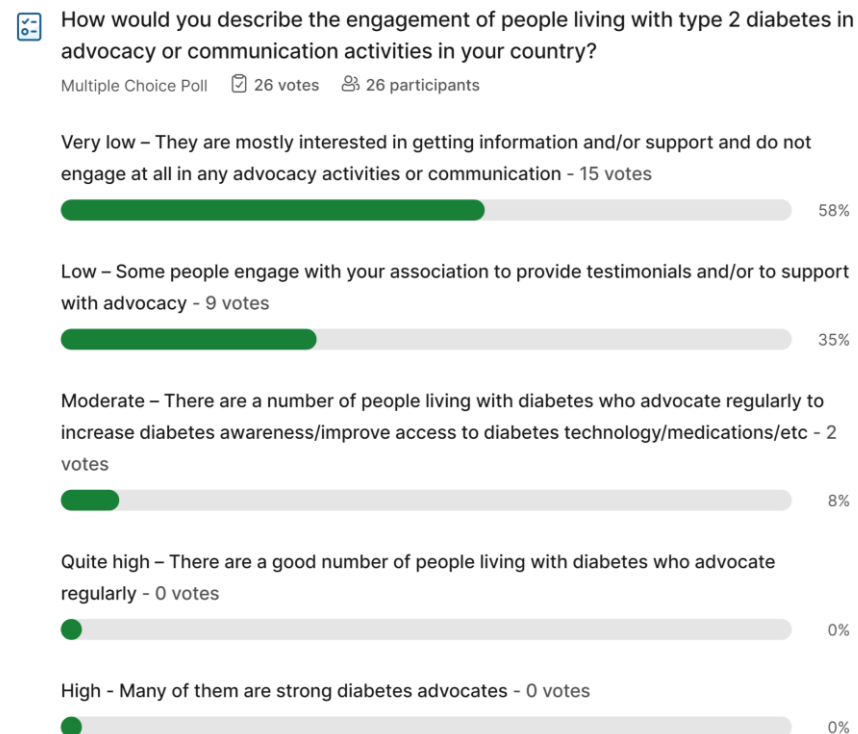 How would you describe the engagement of people living with type 2 diabetes in
advocacy or communication activities in your country?
Multiple Choice Poll 26 votes 26 participants
Very low – They are mostly interested in getting information and/or support and do not
engage at all in any advocacy activities or communication - 15 votes
58%
Low – Some people engage with your association to provide testimonials and/or to support
with advocacy - 9 votes
35%
Moderate – There are a number of people living with diabetes who advocate regularly to
increase diabetes awareness/improve access to diabetes technology/medications/etc - 2
votes
8%
Quite high – There are a good number of people living with diabetes who advocate
regularly - 0 votes
0%
High - Many of them are strong diabetes advocates - 0 votes
0%